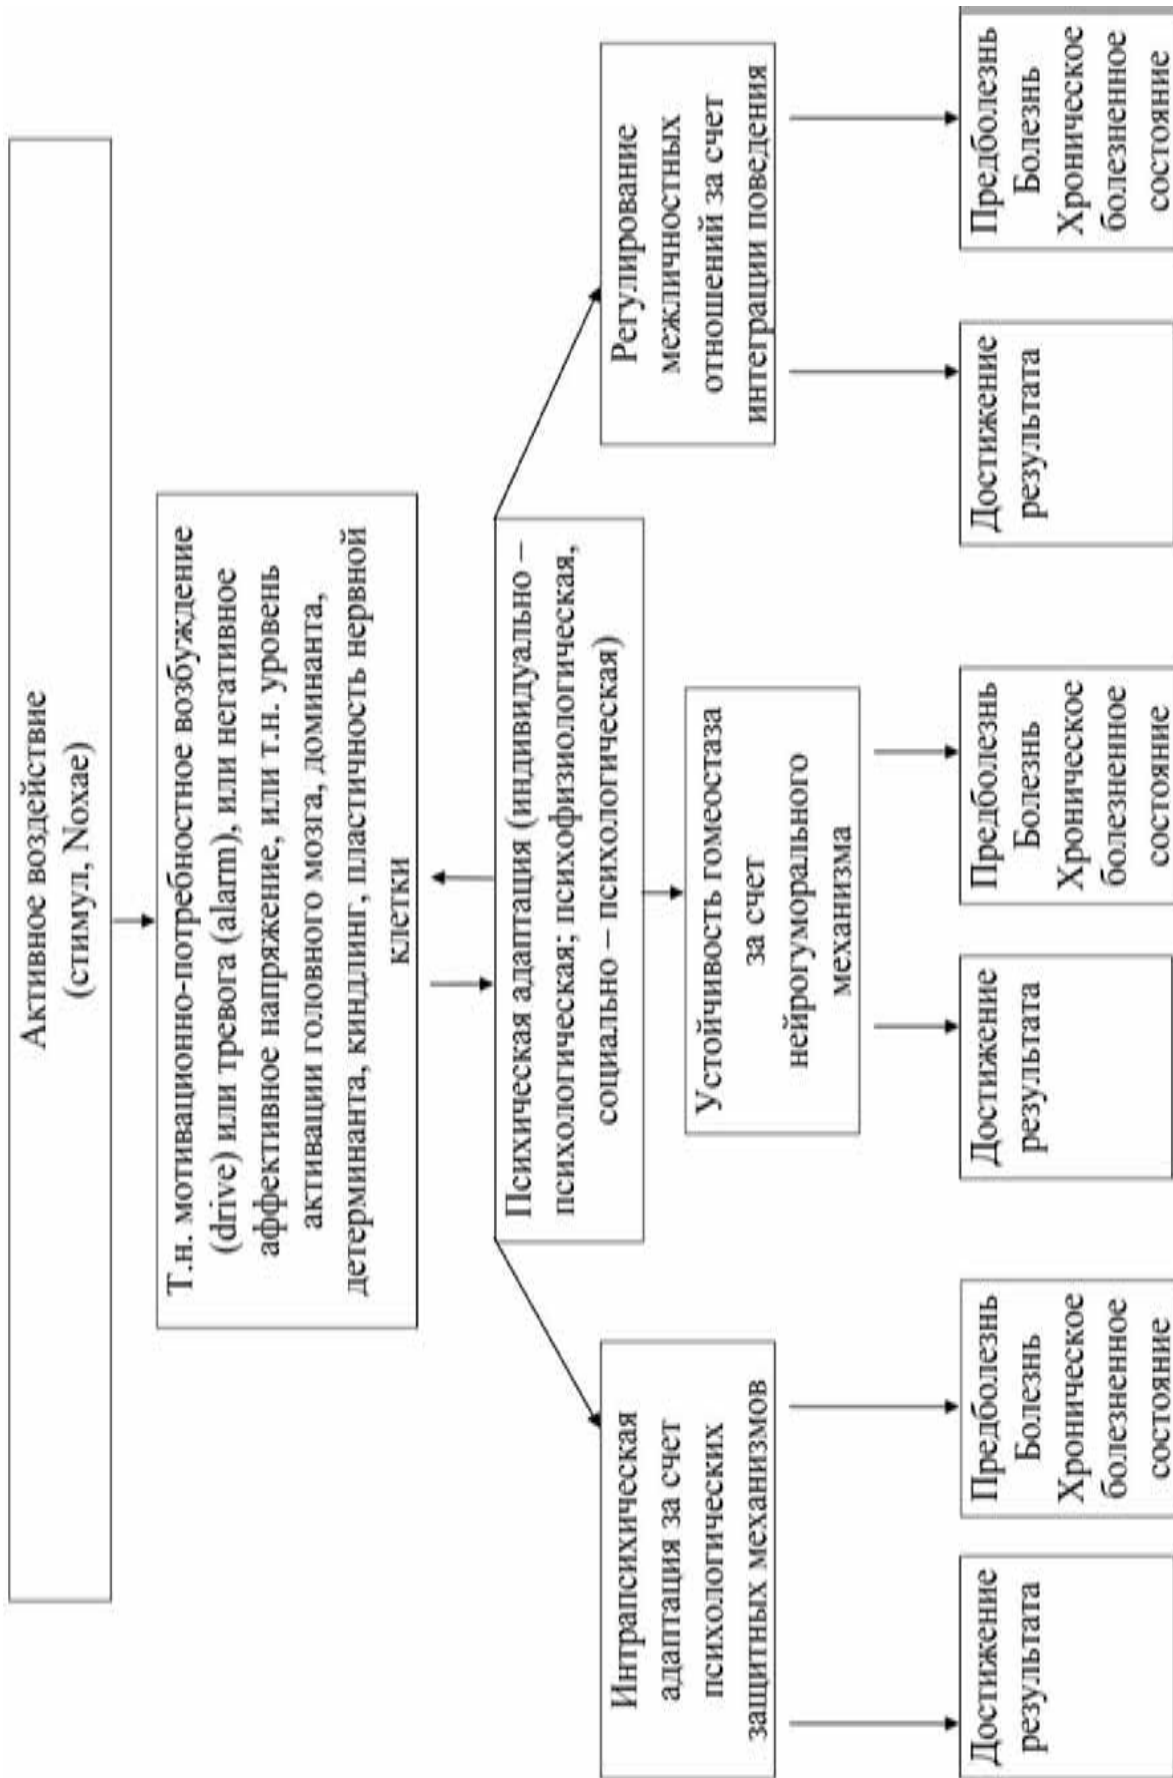 Активное воздействие
(стимул, Noxae)
Т.н. мотивационно-потребностное возбуждение
(drive) или тревога (alarm), или негативное
аффективное напряжение, или т.н. уровень
активации головного мозга, доминанта,
детерминанта, киндлинг, пластичность нервной
клетки
Психическая адаптация (индивидуально –
психологическая; психофизиологическая,
социально – психологическая)
Интрапсихическая
адаптация за счет
психологических
защитных механизмов
Устойчивость гомеостаза
за счет
нейрогуморального
механизма
Регулирование
межличностных
отношений за счет
интеграции поведения
Достижение
результата
Предболезнь
Болезнь
Хроническое
болезненное
состояние
Достижение
результата
Предболезнь
Болезнь
Хроническое
болезненное
состояние
Достижение
результата
Предболезнь
Болезнь
Хроническое
болезненное
состояние